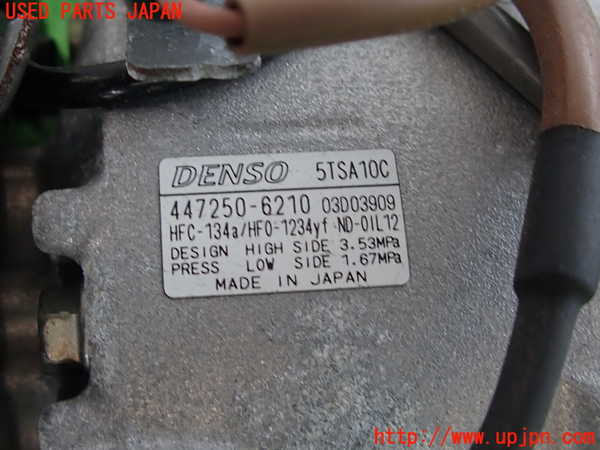 USED PARTS JAPAN
DENSO 5TSA10C
447250-6210 03D03909
HFC-134a/HFO-1234yf ND-OIL12
DESIGN HIGH SIDE 3.53MPa
PRESS LOW SIDE 1.67MPa
MADE IN JAPAN
UPJ - www.upjpn.com